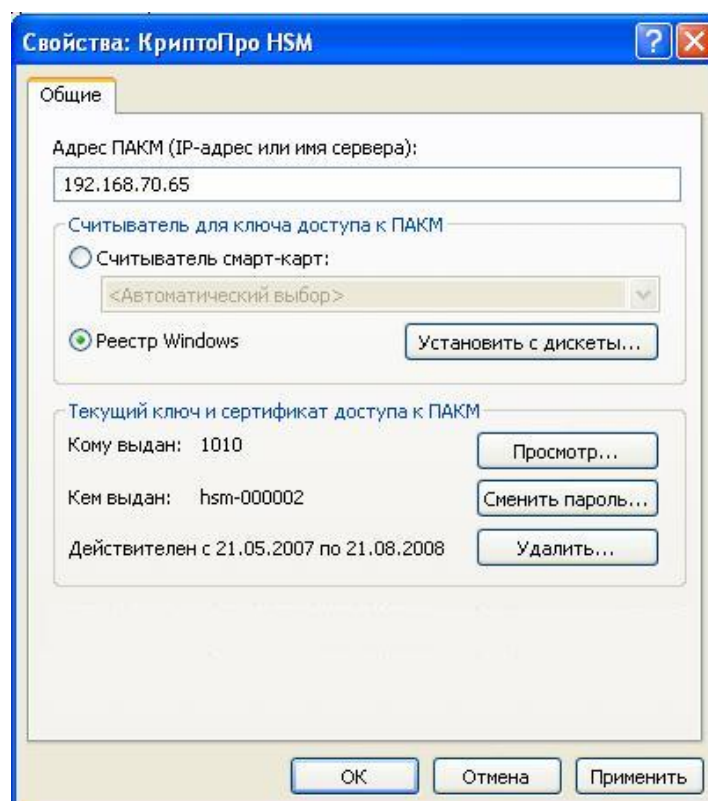 Свойства: КриптоПро HSM
Общие
Адрес ПАКМ (IP-адрес или имя сервера):
192.168.70.65
Считыватель для ключа доступа к ПАКМ
Считыватель смарт-карт:
<Автоматический выбор>
Реестр Windows
Установить с дискеты...
Текущий ключ и сертификат доступа к ПАКМ
Кому выдан: 1010
Просмотр...
Кем выдан: hsm-000002
Сменить пароль...
Действителен с 21.05.2007 по 21.08.2008
Удалить...
ОК
Отмена
Применить